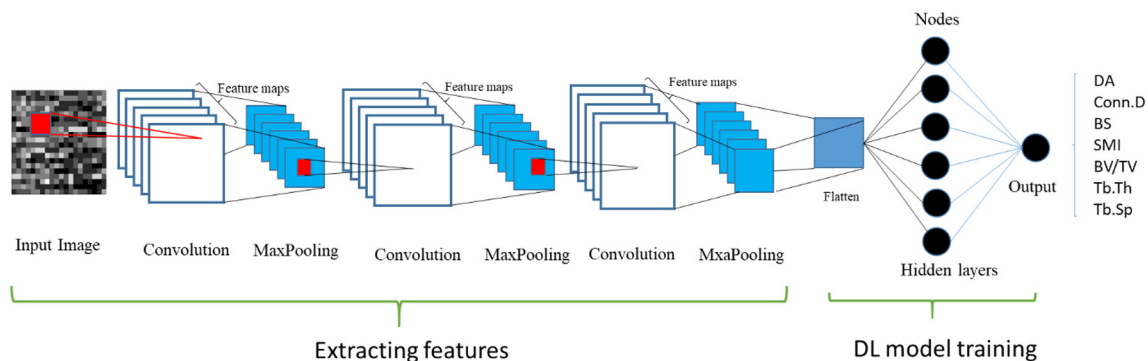 Nodes
Feature maps
Feature maps
Feature maps
DA
Conn.D
BS
SMI
BV/TV
Tb.Th
Tb.Sp
Output
Flatten
Input Image
Convolution
MaxPooling
Convolution
MaxPooling
Convolution
MxaPooling
Hidden layers
Extracting features
DL model training